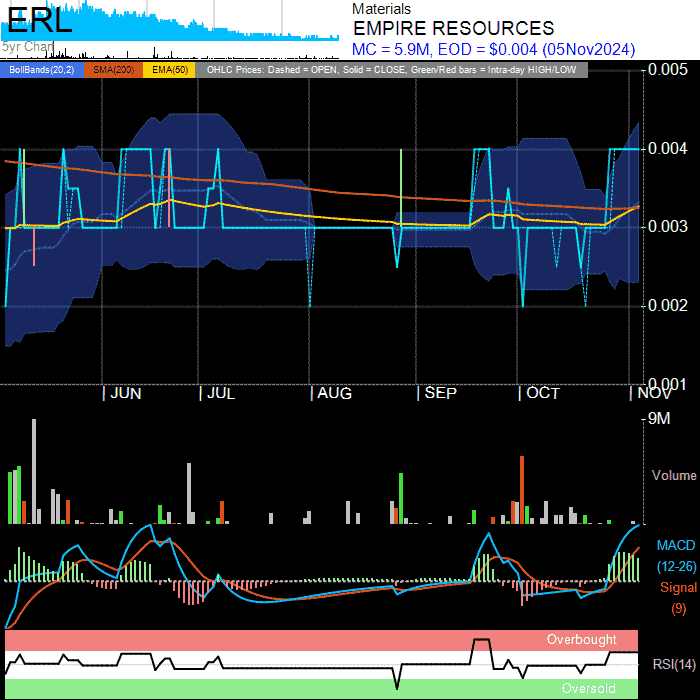 ERL
5yr Chart
Materials
EMPIRE RESOURCES
MC = 5.9M, EOD = $0.004 (05Nov2024)
BollBands(20,2) SMA(200) EMA(50) OHLC Prices: Dashed = OPEN, Solid = CLOSE, Green/Red bars = Intra-day HIGH/LOW
0.005
0.004
0.003
0.002
0.001
JUN JUL AUG SEP OCT NOV
9M
Volume
MACD
(12-26)
Signal
(9)
Overbought
RSI(14)
Oversold